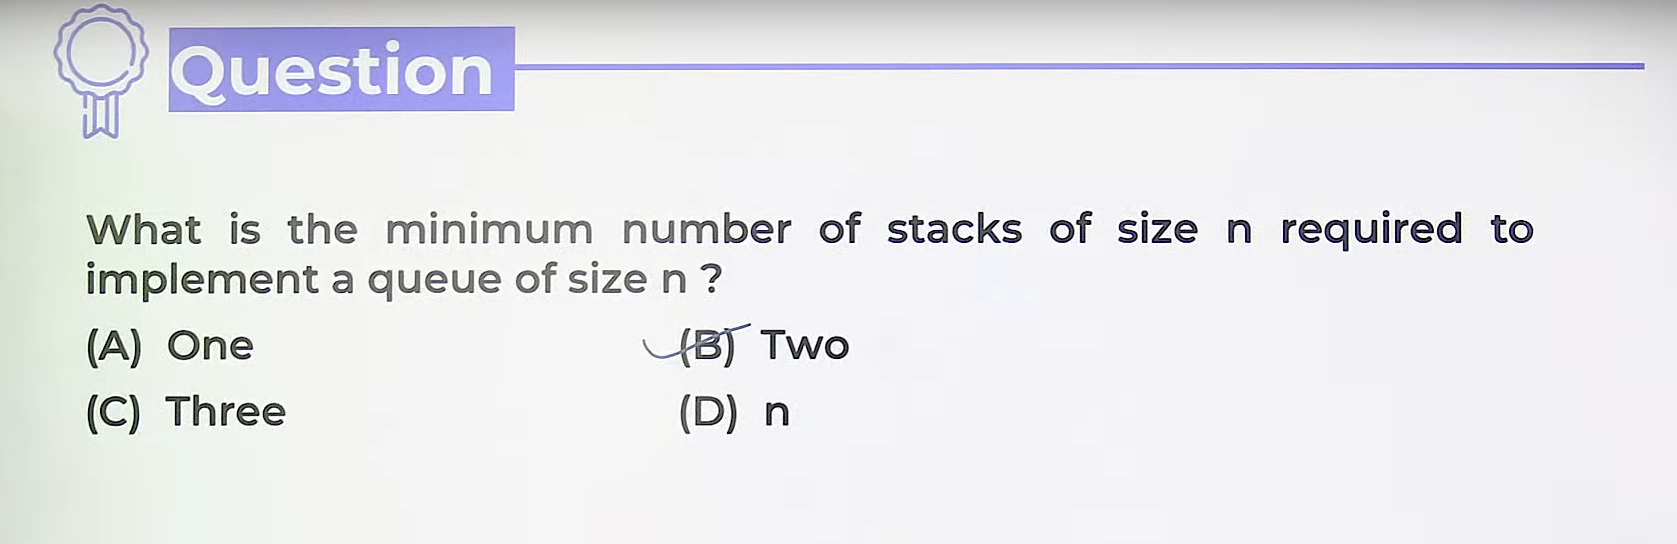 Question
What is the minimum number of stacks of size n required to
implement a queue of size n ?
(A) One
(B) Two
(C) Three
(D) n